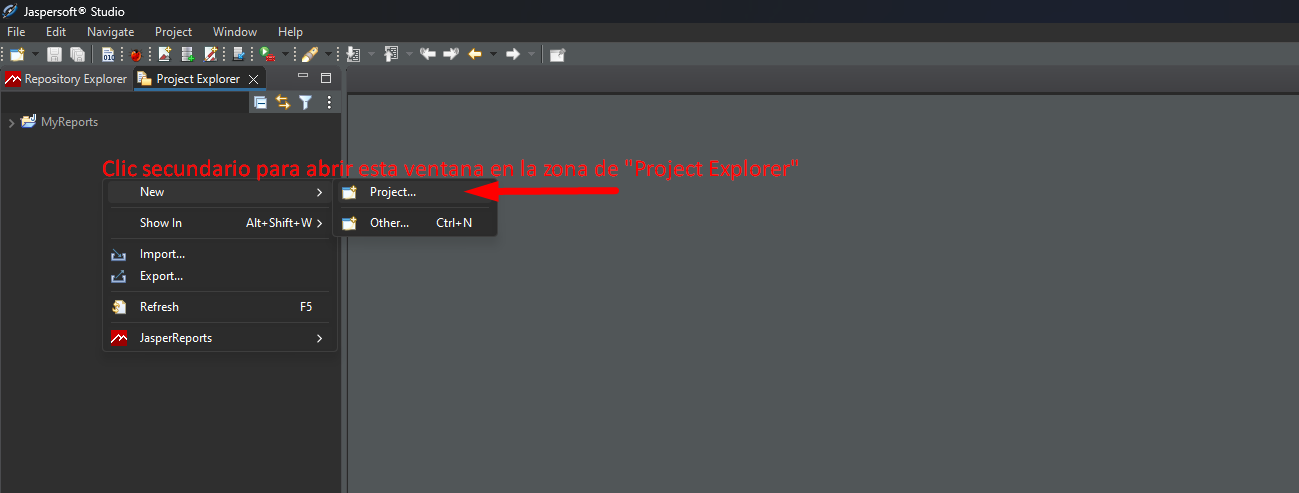 Jaspersoft® Studio
File Edit Navigate Project Window Help
Repository Explorer Project Explorer
MyReports
Clic secundario para abrir esta ventana en la zona de "Project Explorer"
New
Project...
Show In Alt+Shift+W
Other... Ctrl+N
Import...
Export...
Refresh F5
JasperReports